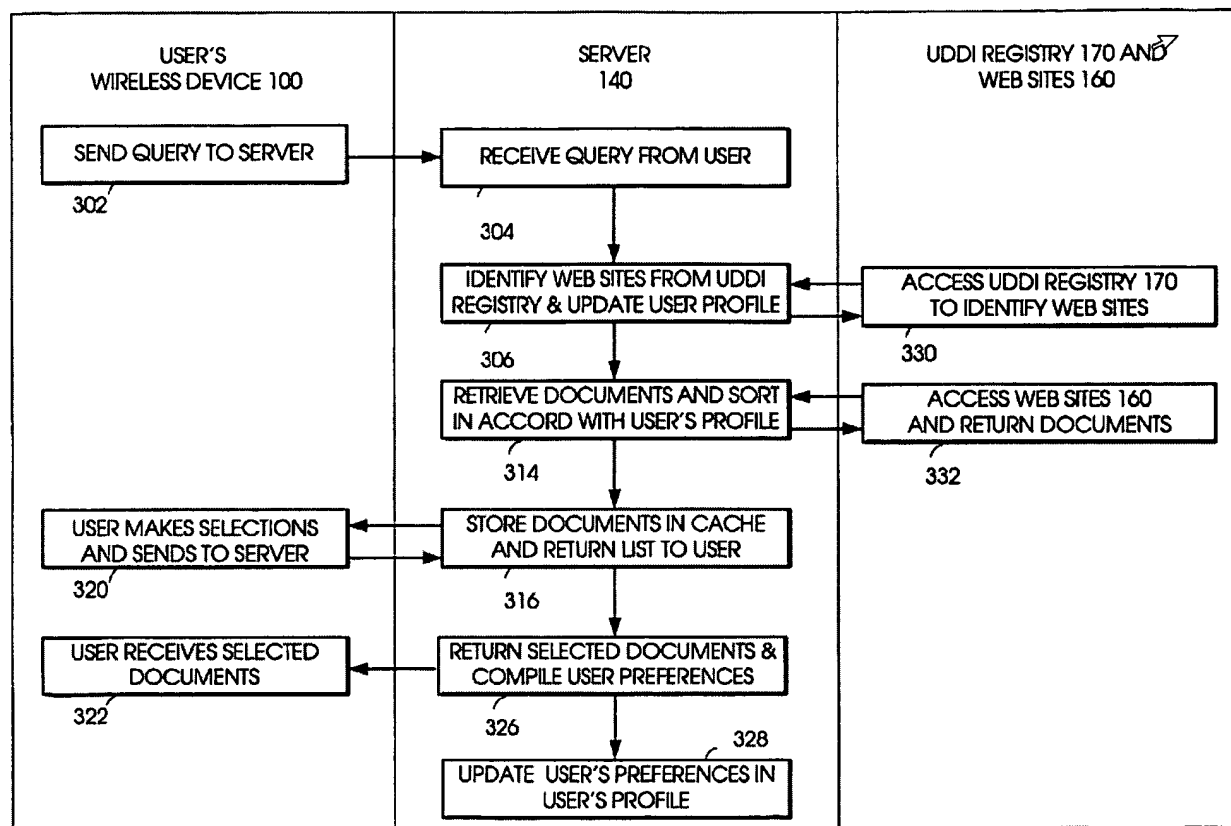 USER'S
WIRELESS DEVICE 100
SERVER
140
UDDI REGISTRY 170 AND
WEB SITES 160
SEND QUERY TO SERVER
302
RECEIVE QUERY FROM USER
304
IDENTIFY WEB SITES FROM UDDI
REGISTRY & UPDATE USER PROFILE
306
ACCESS UDDI REGISTRY 170
TO IDENTIFY WEB SITES
330
RETRIEVE DOCUMENTS AND SORT
IN ACCORD WITH USER'S PROFILE
314
ACCESS WEB SITES 160
AND RETURN DOCUMENTS
332
USER MAKES SELECTIONS
AND SENDS TO SERVER
320
STORE DOCUMENTS IN CACHE
AND RETURN LIST TO USER
316
USER RECEIVES SELECTED
DOCUMENTS
322
RETURN SELECTED DOCUMENTS &
COMPILE USER PREFERENCES
326
328
UPDATE USER'S PREFERENCES IN
USER'S PROFILE